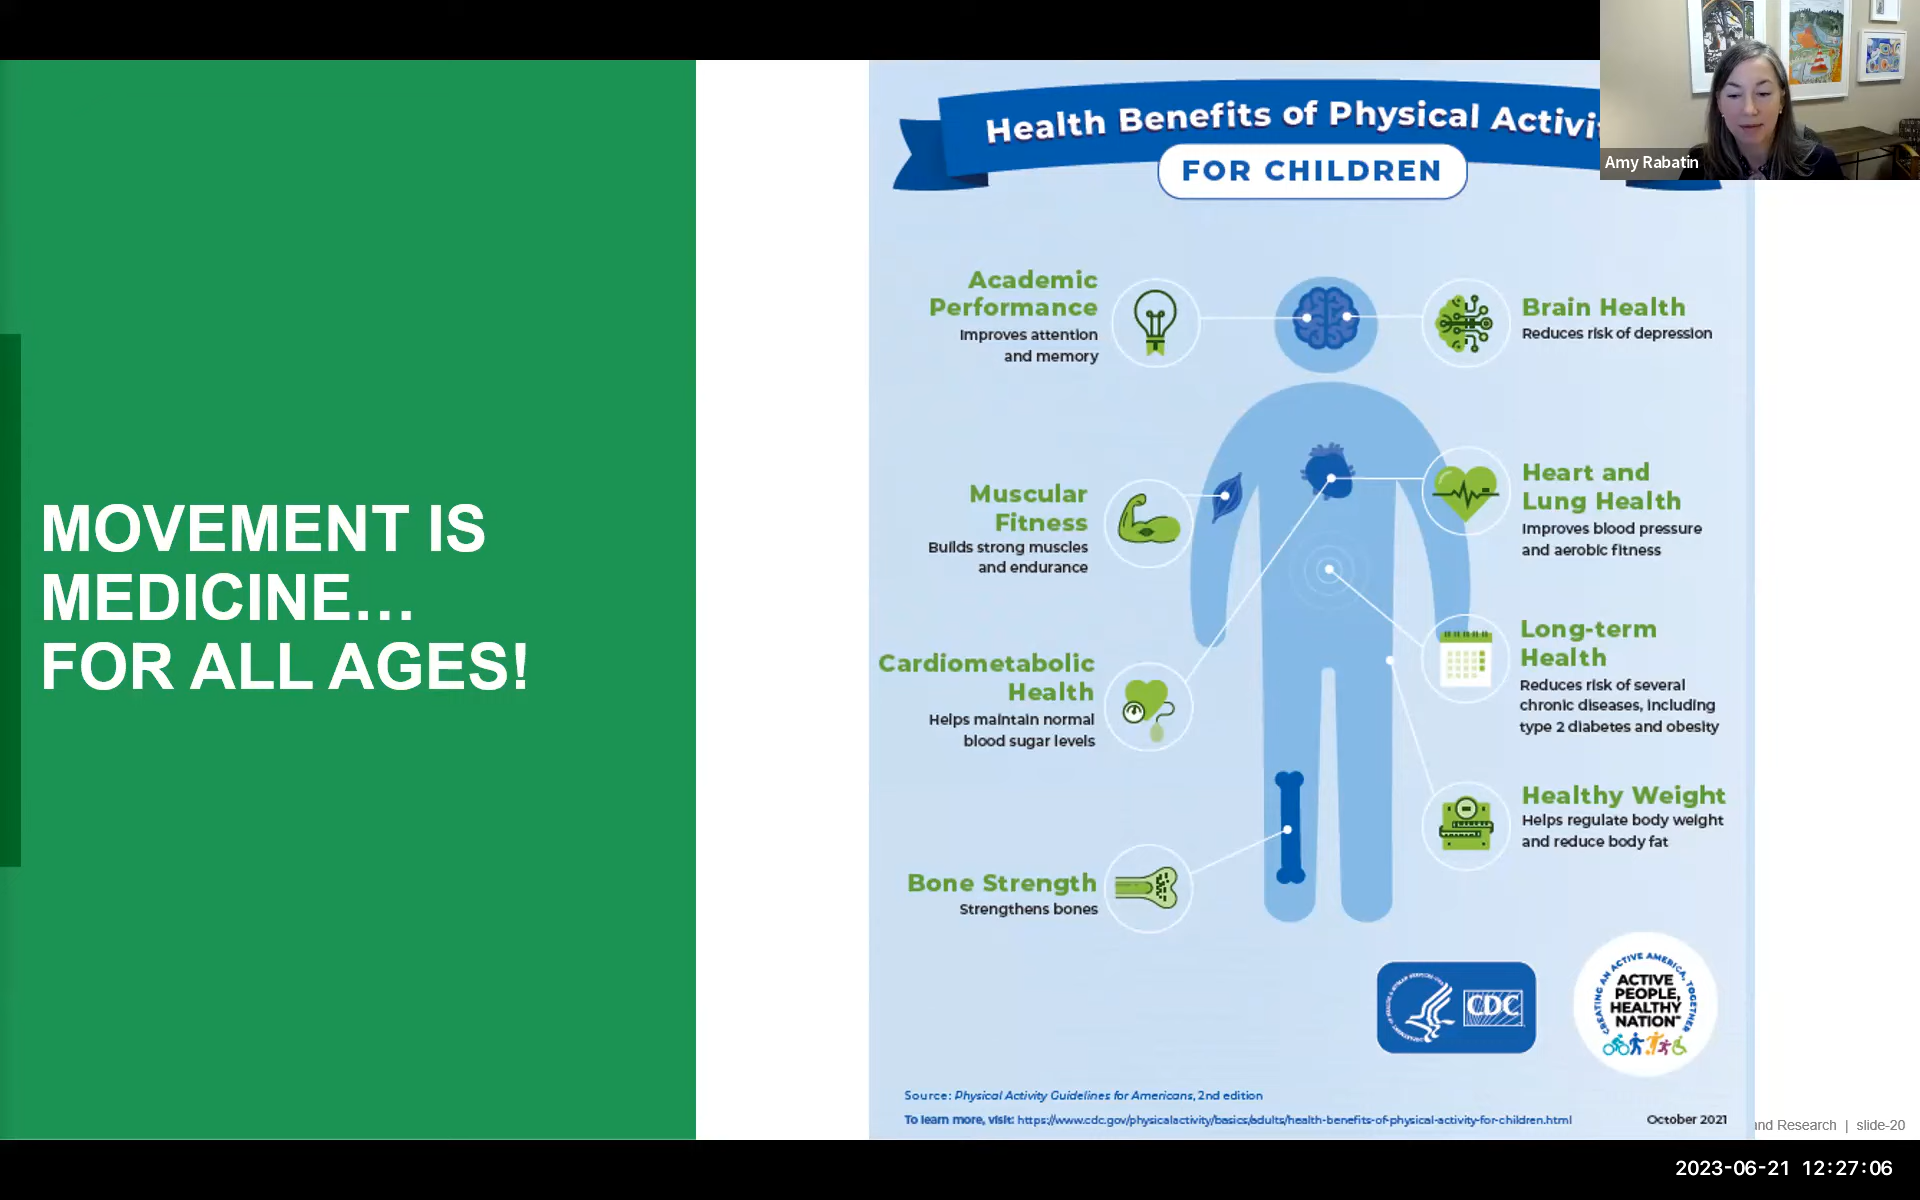 MOVEMENT IS
MEDICINE...
FOR ALL AGES!
Health Benefits of Physical Activi
FOR CHILDREN
Amy Rabatin
Academic
Performance
Improves attention
and memory
Brain Health
Reduces risk of depression
Muscular
Fitness
Builds strong muscles
and endurance
Heart and
Lung Health
Improves blood pressure
and aerobic fitness
Cardiometabolic
Health
Helps maintain normal
blood sugar levels
Long-term
Health
Reduces risk of several
chronic diseases, including
type 2 diabetes and obesity
Bone Strength
Strengthens bones
Healthy Weight
Helps regulate body weight
and reduce body fat
CDC
CREATING AN ACTIVE AMERICA, TOGETHER
ACTIVE
PEOPLE,
HEALTHY
NATION
Source: Physical Activity Guidelines for Americans, 2nd edition
To learn more, visit: https://www.cdc.gov/physicalactivity/basics/adults/health-benefits-of-physical-activity-for-children.html
October 2021
and Research | slide-20
2023-06-21 12:27:06